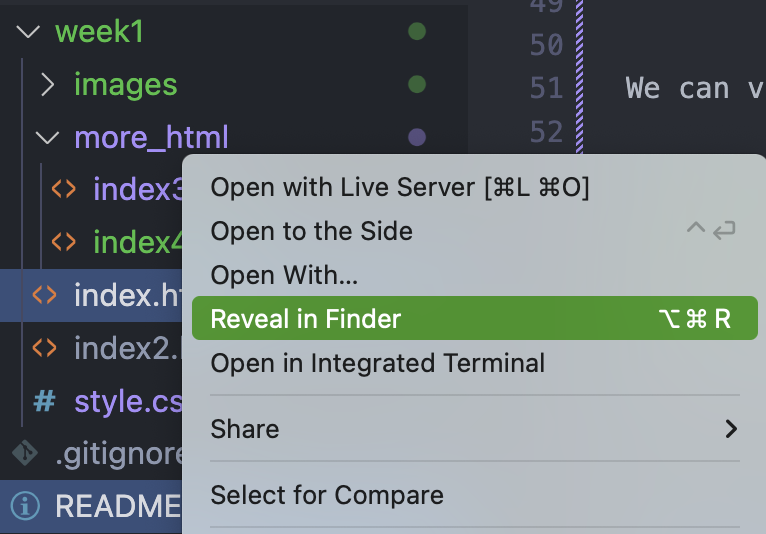 week1
images
more_html
index3
index4
index.ht
index2.
style.cs
.gitignore
README
49
50
51 We can v
52
Open with Live Server [⌘L ⌘O]
Open to the Side ^⏎
Open With...
Reveal in Finder ⌥⌘R
Open in Integrated Terminal
Share
Select for Compare